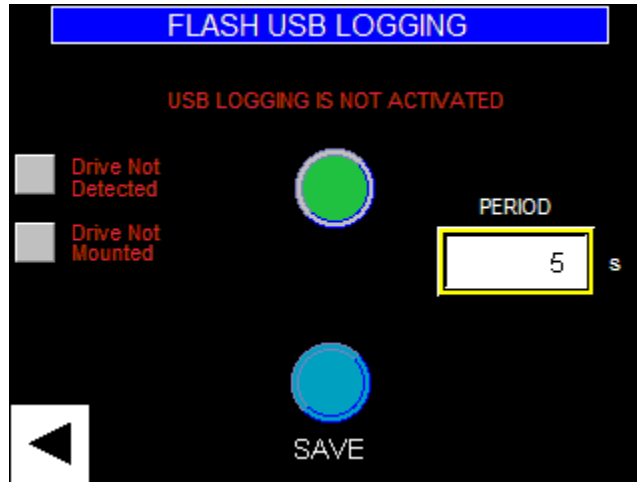 FLASH USB LOGGING
USB LOGGING IS NOT ACTIVATED
Drive Not
Detected
Drive Not
Mounted
PERIOD
5 s
SAVE